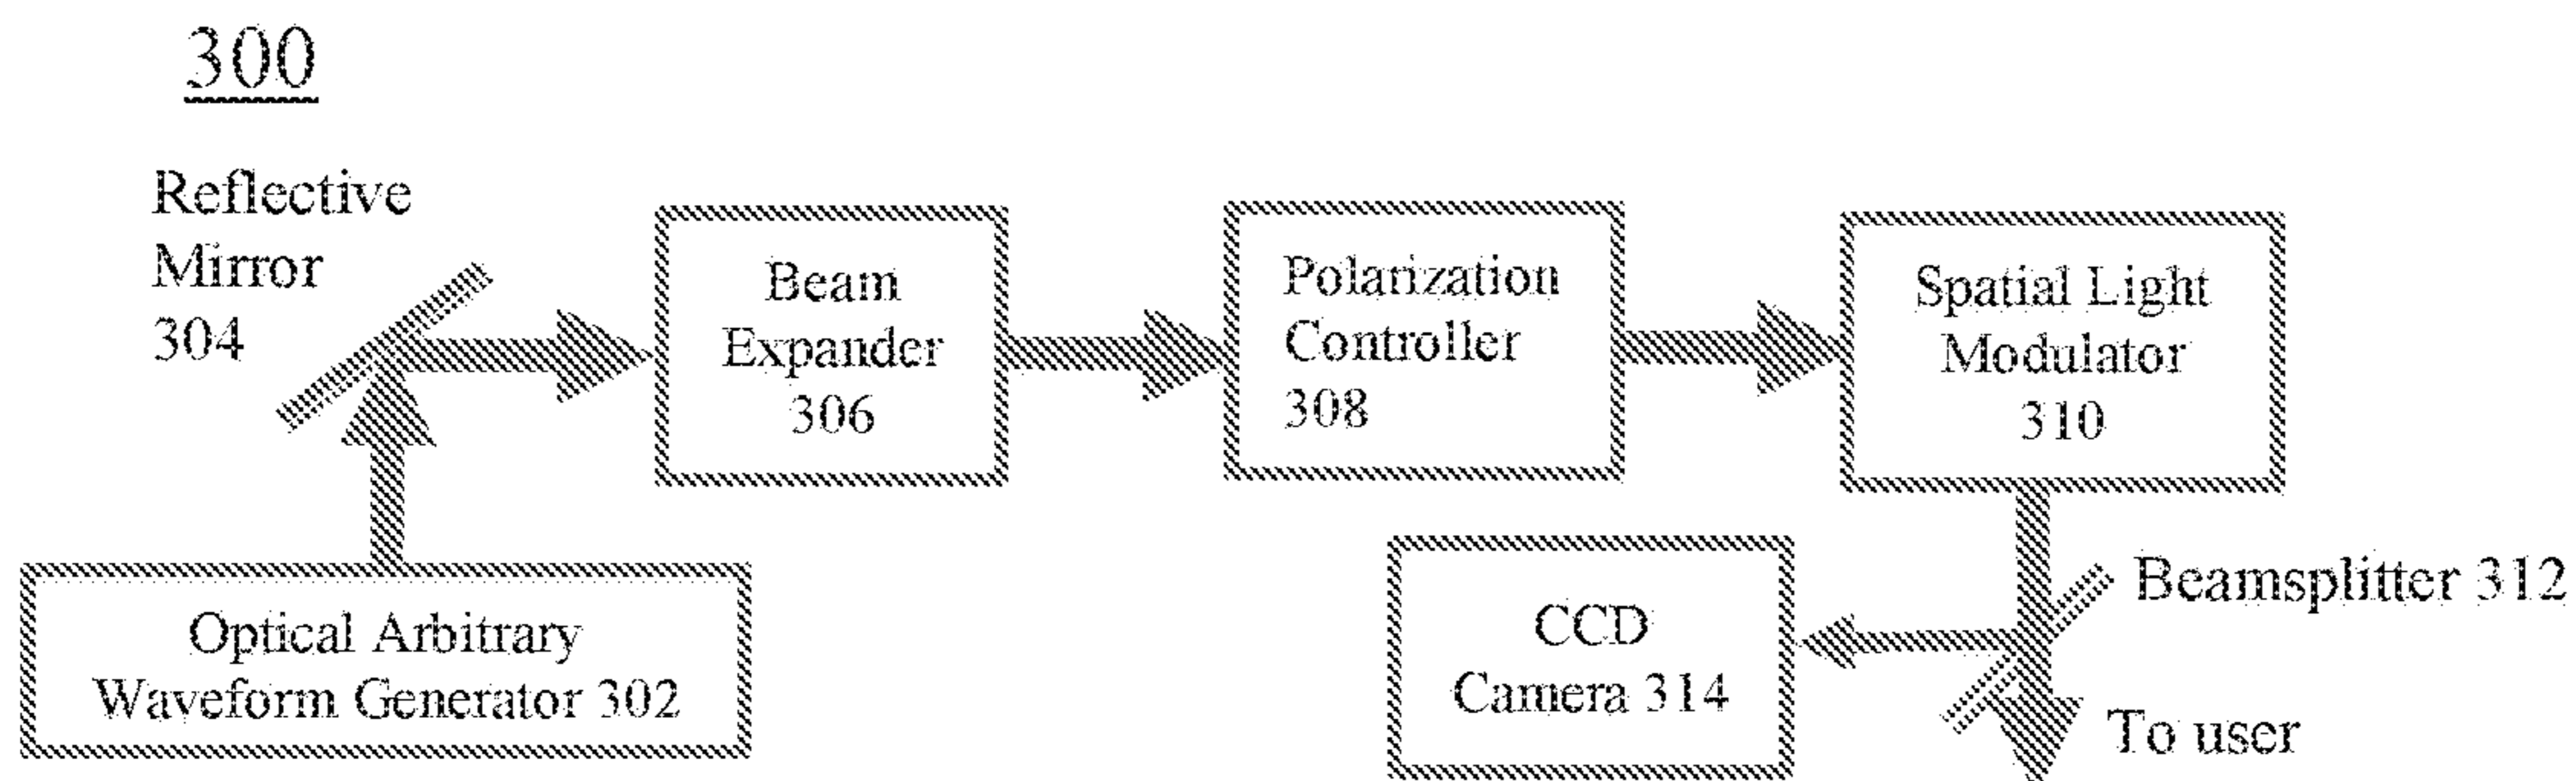 300
Reflective
Mirror
304
Beam
Expander
306
Polarization
Controller
308
Spatial Light
Modulator
310
Optical Arbitrary
Waveform Generator 302
CCD
Camera 314
Beamsplitter 312
To user